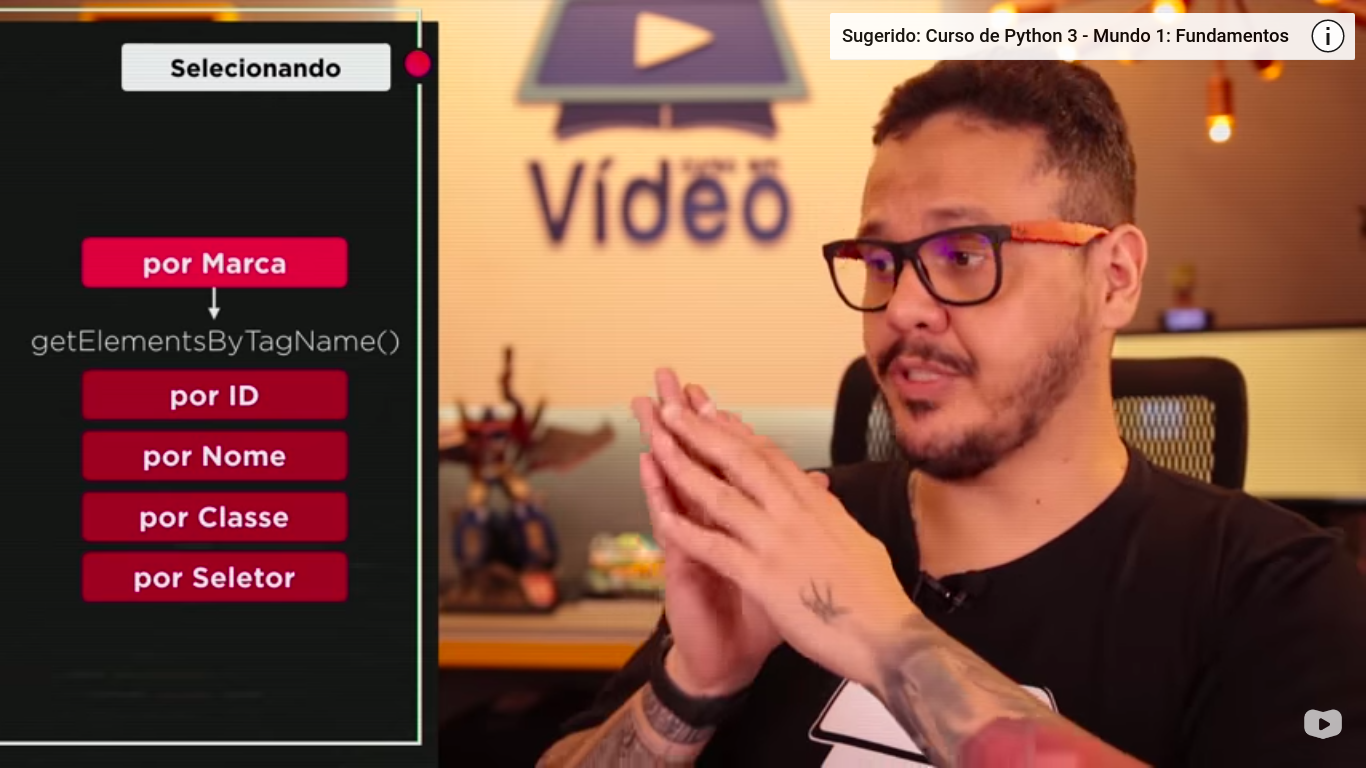 Sugerido: Curso de Python 3 - Mundo 1: Fundamentos
Selecionando
por Marca
getElementsByTagName()
por ID
por Nome
por Classe
por Seletor
Vídeo